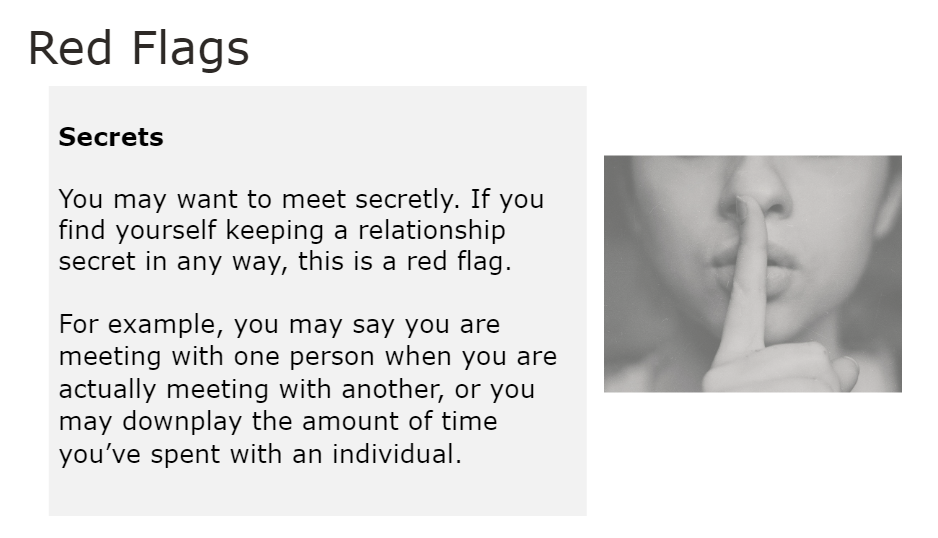 Red Flags
Secrets
You may want to meet secretly. If you
find yourself keeping a relationship
secret in any way, this is a red flag.
For example, you may say you are
meeting with one person when you are
actually meeting with another, or you
may downplay the amount of time
you’ve spent with an individual.